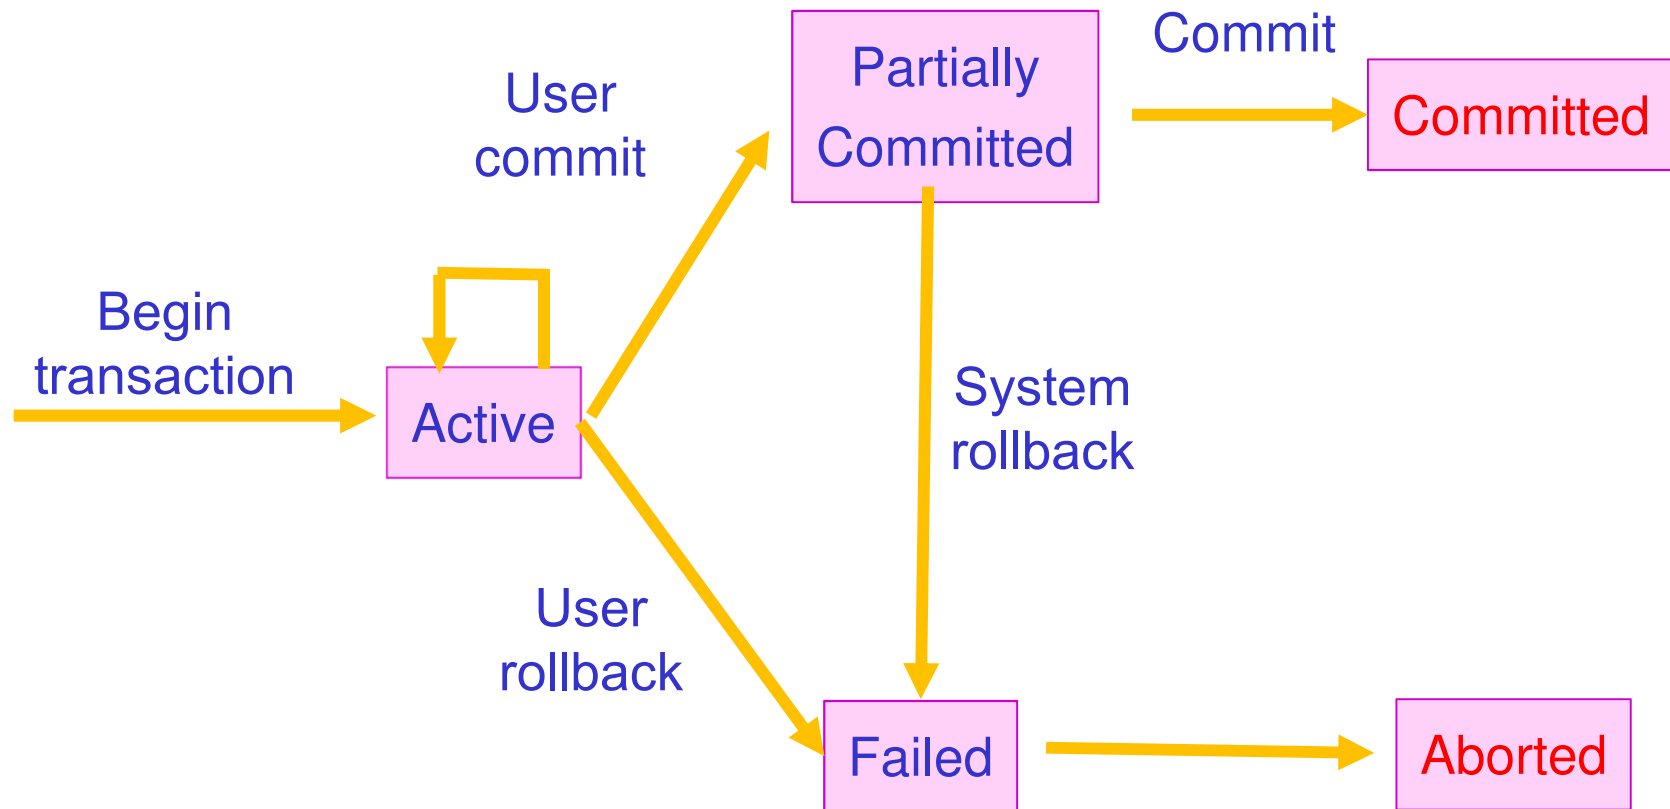 Commit
Partially
Committed
Committed
User
commit
Begin
transaction
Active
System
rollback
User
rollback
Failed
Aborted